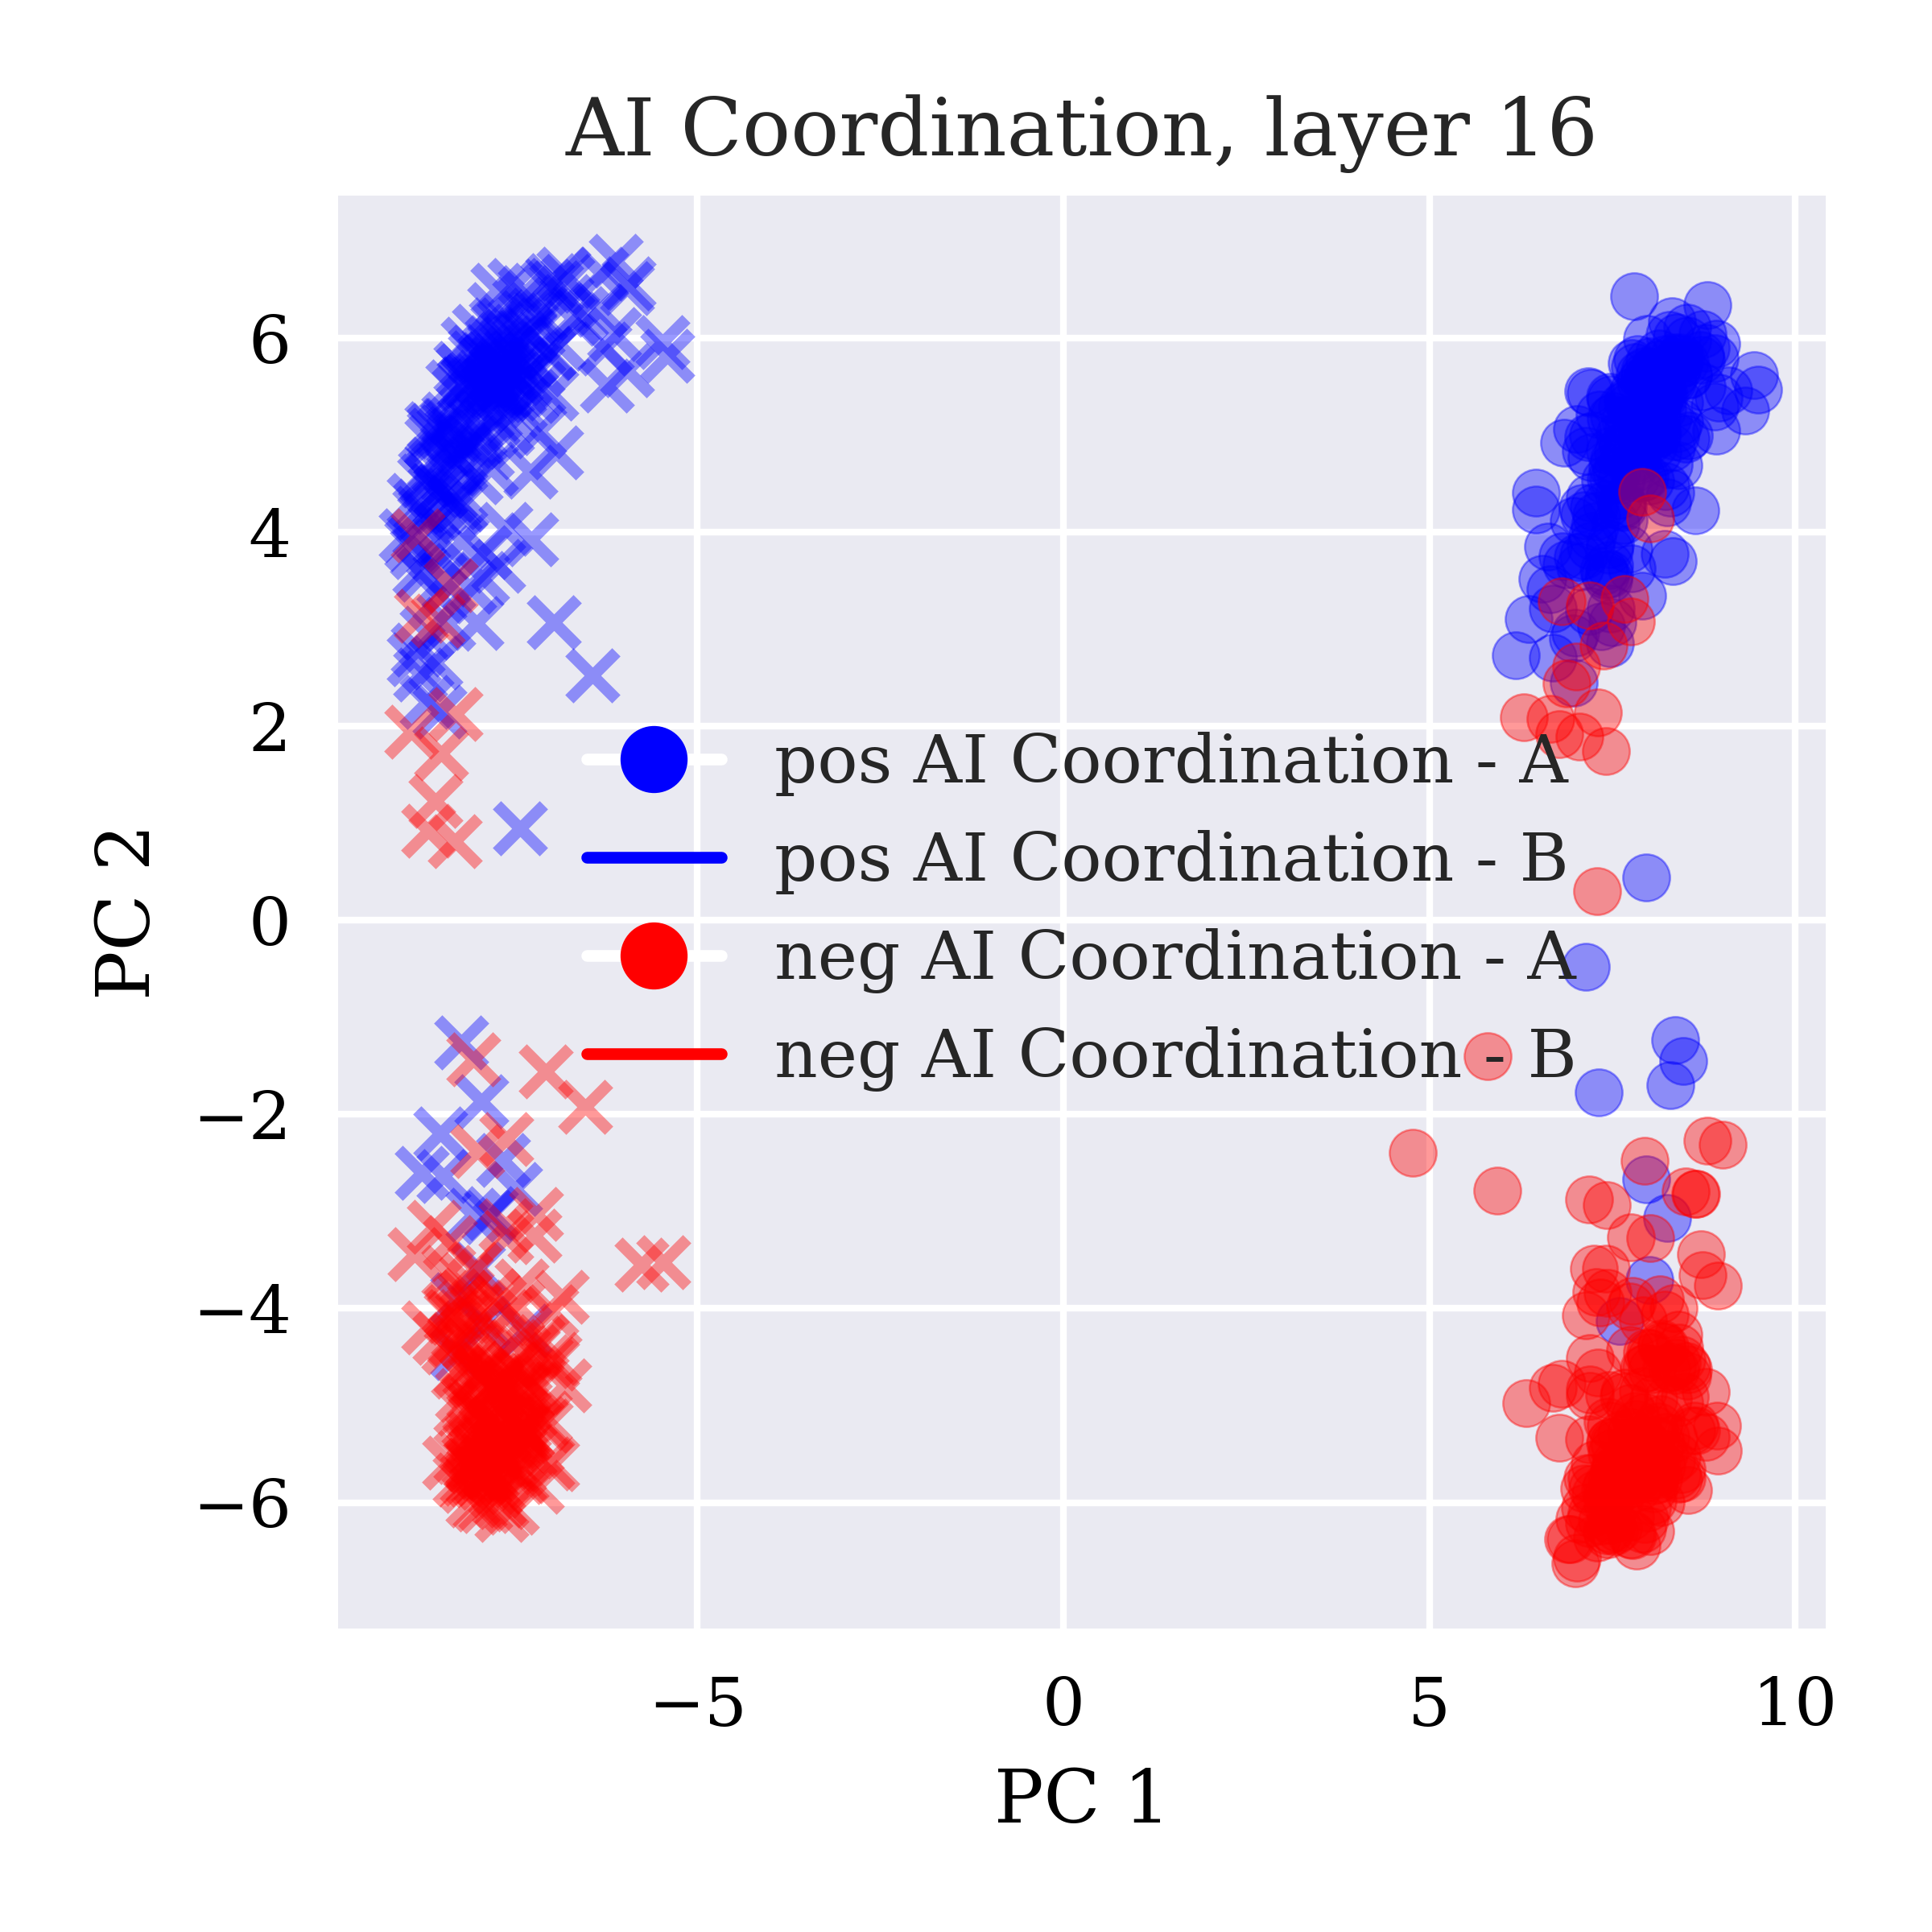 AI Coordination, layer 16
PC 2
6
4
2
0
−2
−4
−6
pos AI Coordination - A
pos AI Coordination - B
neg AI Coordination - A
neg AI Coordination - B
−5
0
5
10
PC 1